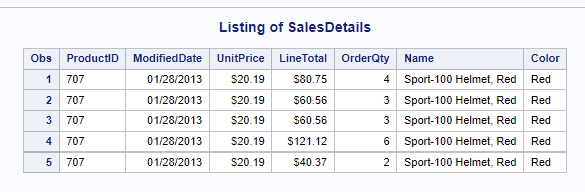 Listing of SalesDetails
Obs ProductID ModifiedDate UnitPrice LineTotal OrderQty Name Color
1 707 01/28/2013 $20.19 $80.75 4 Sport-100 Helmet, Red Red
2 707 01/28/2013 $20.19 $60.56 3 Sport-100 Helmet, Red Red
3 707 01/28/2013 $20.19 $60.56 3 Sport-100 Helmet, Red Red
4 707 01/28/2013 $20.19 $121.12 6 Sport-100 Helmet, Red Red
5 707 01/28/2013 $20.19 $40.37 2 Sport-100 Helmet, Red Red